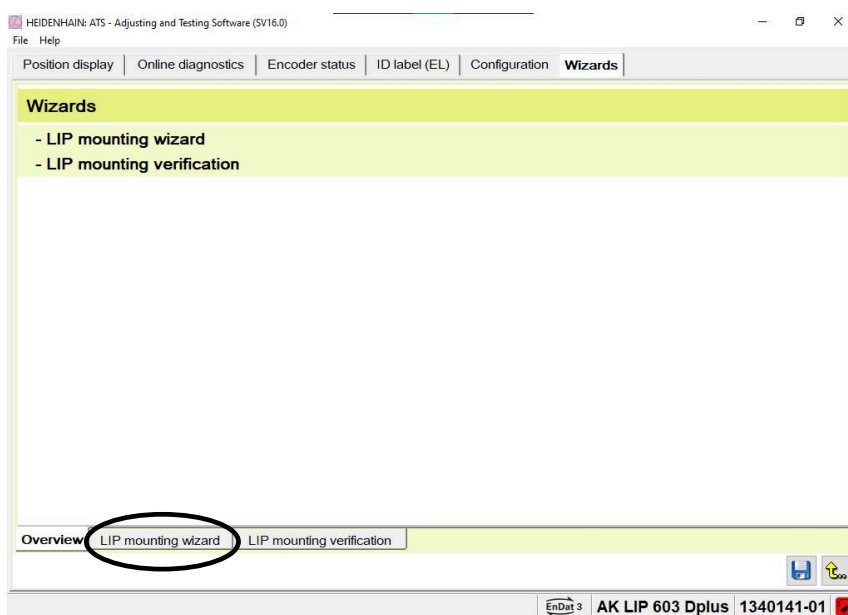 HEIDENHAIN: ATS - Adjusting and Testing Software (SV16.0)
File Help
Position display Online diagnostics Encoder status ID label (EL) Configuration Wizards
Wizards
- LIP mounting wizard
- LIP mounting verification
Overview LIP mounting wizard LIP mounting verification
EnDat 3 AK LIP 603 Dplus 1340141-01